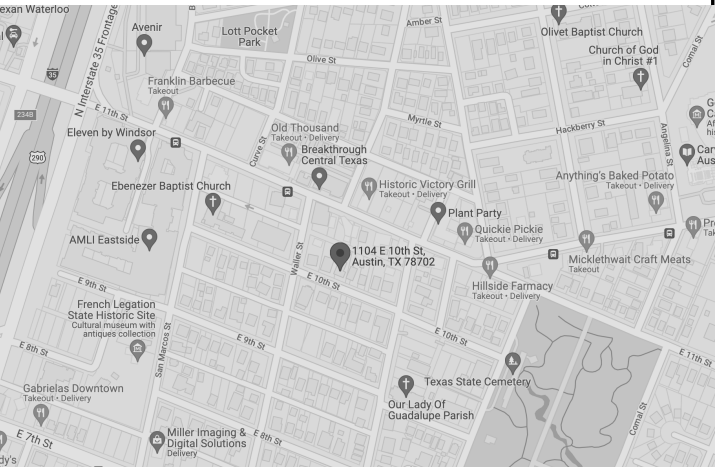 exan Waterloo
Avenir
Lott Pocket
Park
Amber St
Olivet Baptist Church
Church of God
in Christ #1
Comal St
35
N Interstate 35 Frontage
Olive St
Franklin Barbecue
Takeout
E 11th St
234B
Eleven by Windsor
290
Curve St
Old Thousand
Takeout • Delivery
Breakthrough
Central Texas
Myrtle St
Hackberry St
Angelina St
Ebenezer Baptist Church
Historic Victory Grill
Takeout • Delivery
Anything's Baked Potato
Takeout • Delivery
Plant Party
Quickie Pickie
Takeout • Delivery
AMLI Eastside
Waller St
1104 E 10th St,
Austin, TX 78702
Micklethwait Craft Meats
Takeout
Hillside Farmacy
Takeout • Delivery
E 9th St
E 10th St
French Legation
State Historic Site
Cultural museum with
antiques collection
San Marcos St
E 9th St
E 10th St
E 8th St
E 11th St
Texas State Cemetery
Gabrielas Downtown
Takeout • Delivery
Our Lady Of
Guadalupe Parish
Comal St
E 7th St
Miller Imaging &
Digital Solutions
Delivery
E 8th St
dy's